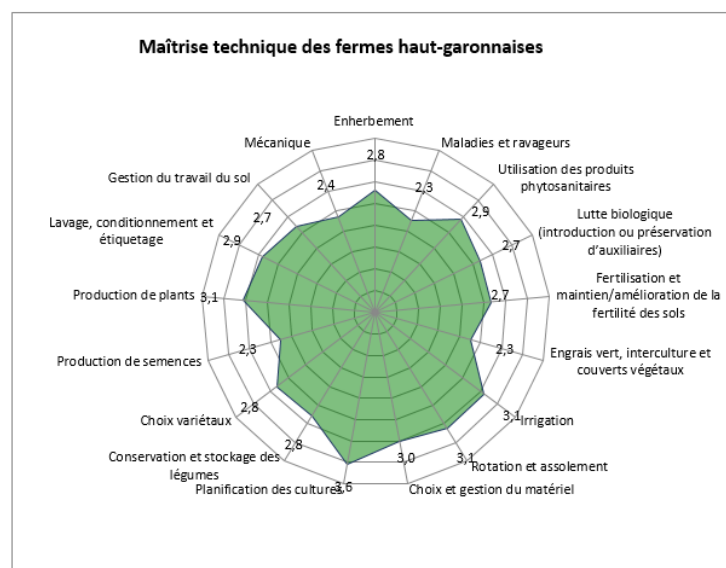 Maîtrise technique des fermes haut-garonnaises
Enherbement
2,8
Maladies et ravageurs
2,3
Utilisation des produits
phytosanitaires
2,9
Lutte biologique
(introduction ou préservation
d'auxiliaires)
2,7
Fertilisation et
maintien/amélioration de la
fertilité des sols
2,7
Engrais vert, interculture et
couverts végétaux
2,3
Irrigation
3,1
Rotation et assolement
3,1
Choix et gestion du matériel
3,0
Planification des cultures
3,6
Conservation et stockage des
légumes
2,8
Choix variétaux
2,8
Production de semences
2,3
Production de plants
3,1
Lavage, conditionnement et
étiquetage
2,9
Gestion du travail du sol
2,7
Mécanique
2,4